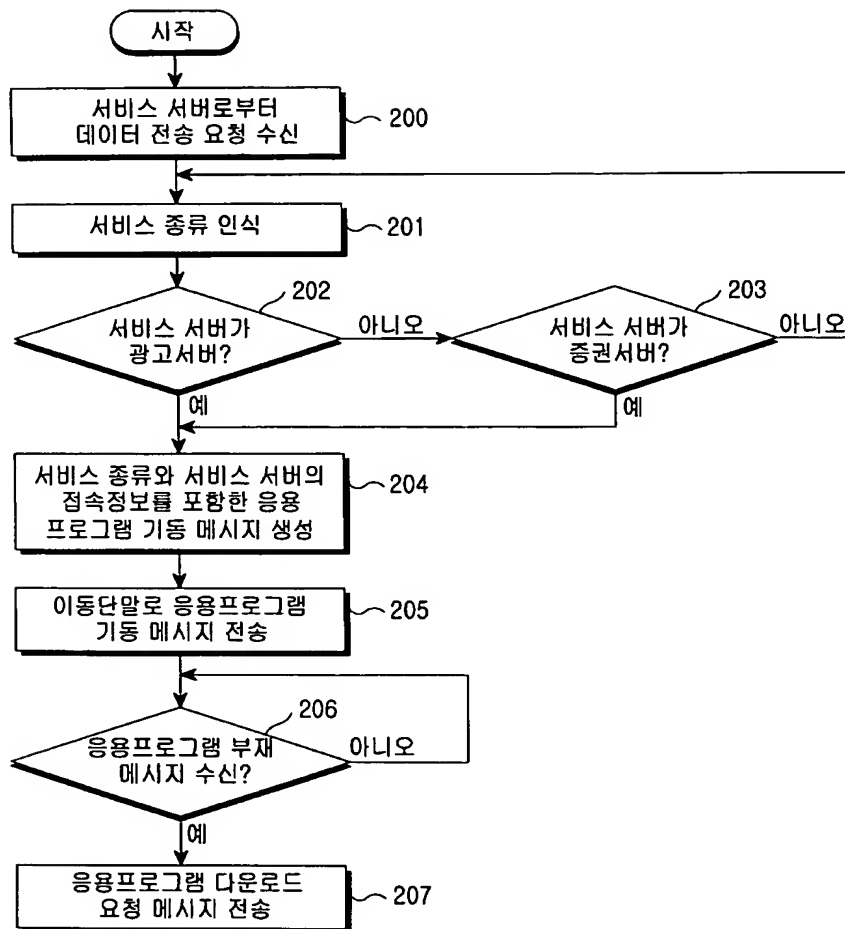 시작
서비스 서버로부터
데이터 전송 요청 수신
200
서비스 종류 인식
201
202
203
서비스 서버가
광고서버?
아니오
서비스 서버가
증권서버?
아니오
예
예
서비스 종류와 서비스 서버의
접속정보를 포함한 응용
프로그램 기동 메시지 생성
204
이동단말로 응용프로그램
기동 메시지 전송
205
206
응용프로그램 부재
메시지 수신?
아니오
예
응용프로그램 다운로드
요청 메시지 전송
207